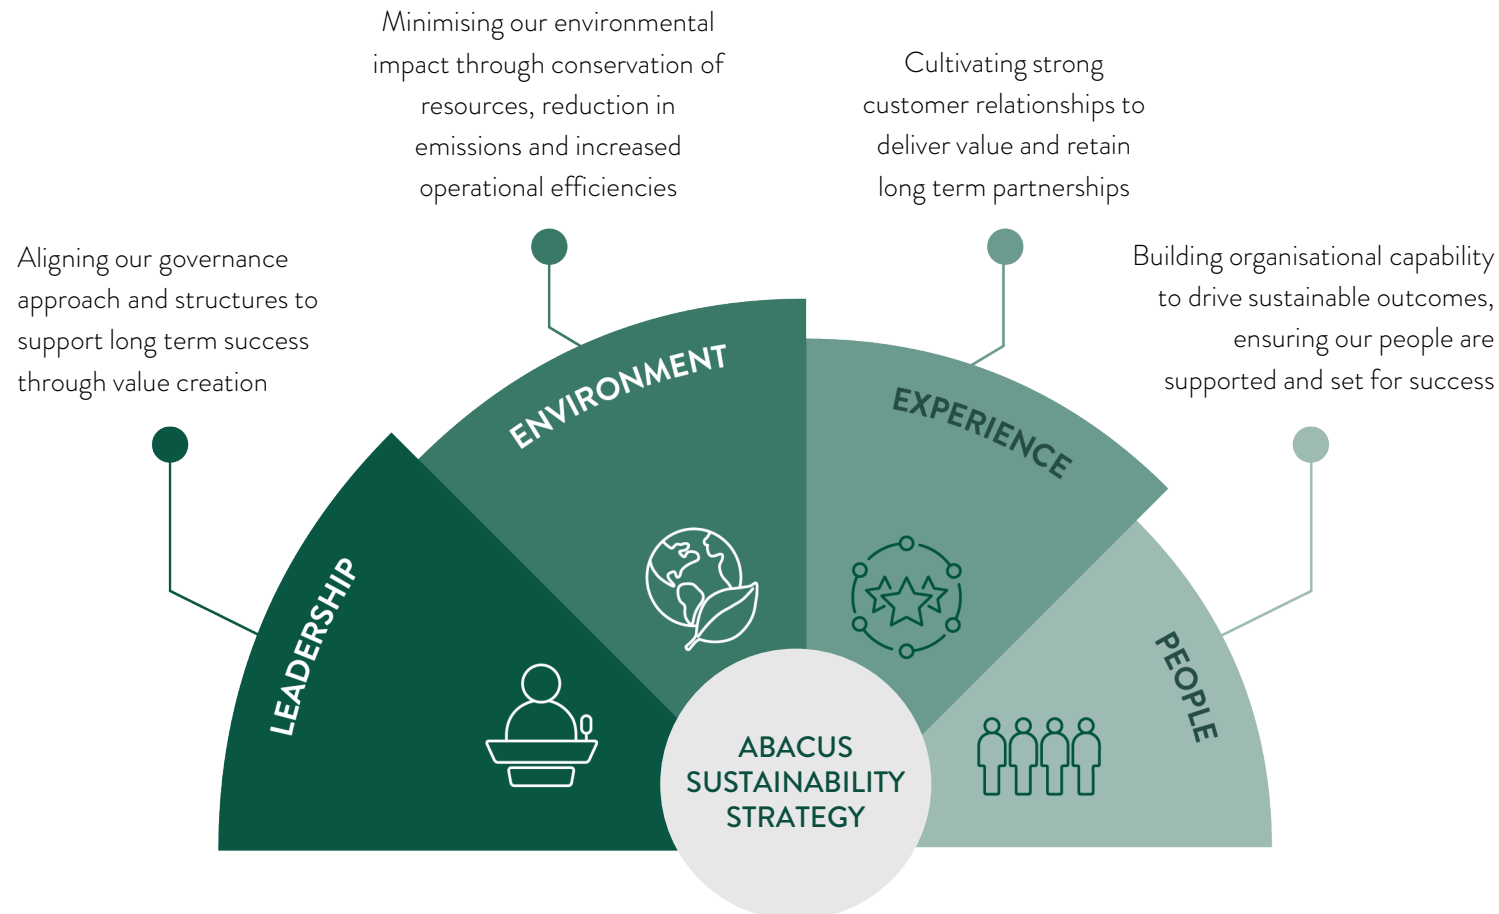 Minimising our environmental
impact through conservation of
resources, reduction in
emissions and increased
operational efficiencies
Cultivating strong
customer relationships to
deliver value and retain
long term partnerships
Aligning our governance
approach and structures to
support long term success
through value creation
Building organisational capability
to drive sustainable outcomes,
ensuring our people are
supported and set for success
LEADERSHIP
ENVIRONMENT
EXPERIENCE
PEOPLE
ABACUS
SUSTAINABILITY
STRATEGY